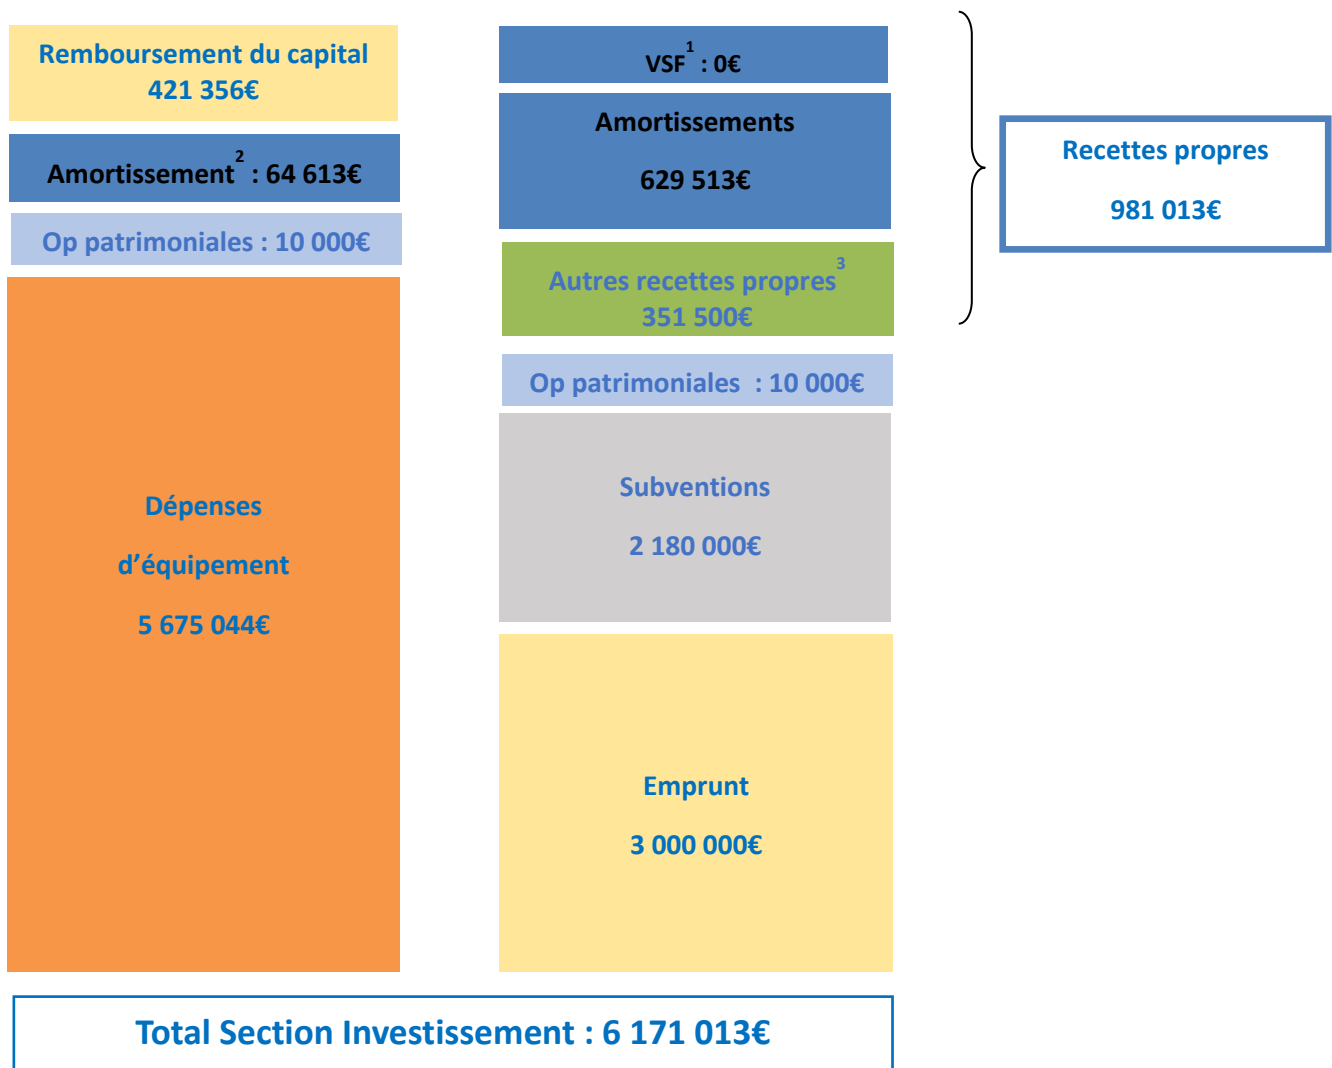 Remboursement du capital
421 356€
Amortissement² : 64 613€
Op patrimoniales : 10 000€
Dépenses
d’équipement
5 675 044€
VSF¹ : 0€
Amortissements
629 513€
Autres recettes propres³
351 500€
Op patrimoniales : 10 000€
Subventions
2 180 000€
Emprunt
3 000 000€
Recettes propres
981 013€
Total Section Investissement : 6 171 013€